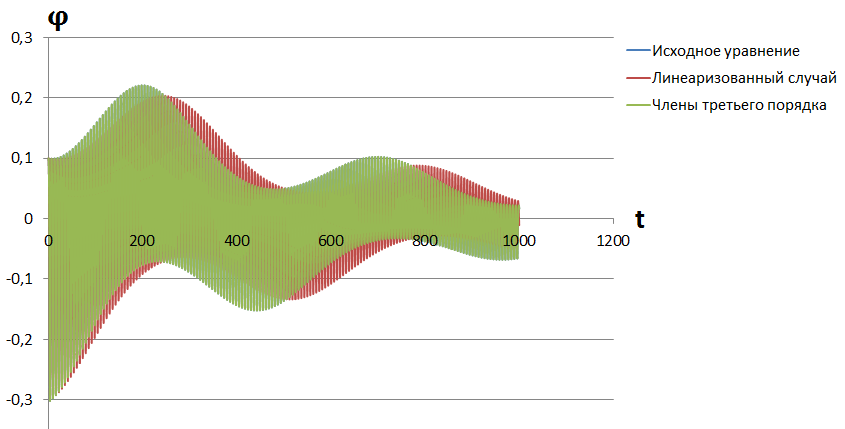 φ
0,3
0,2
0,1
0
-0,1
-0,2
-0,3
0 200 400 600 800 1000 1200
t
Исходное уравнение
Линеаризованный случай
Члены третьего порядка